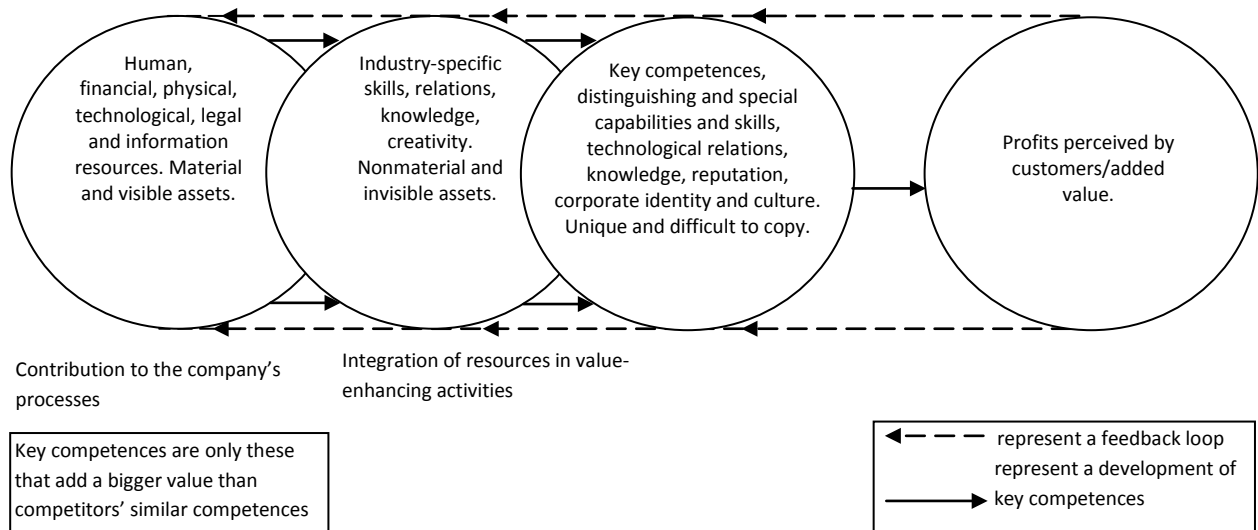 Human,
financial, physical,
technological, legal
and information
resources. Material
and visible assets.
Industry-specific
skills, relations,
knowledge,
creativity.
Nonmaterial and
invisible assets.
Key competences,
distinguishing and special
capabilities and skills,
technological relations,
knowledge, reputation,
corporate identity and culture.
Unique and difficult to copy.
Profits perceived by
customers/added
value.
Contribution to the company's
processes
Integration of resources in value-
enhancing activities
Key competences are only these
that add a bigger value than
competitors' similar competences
represent a feedback loop
represent a development of
key competences